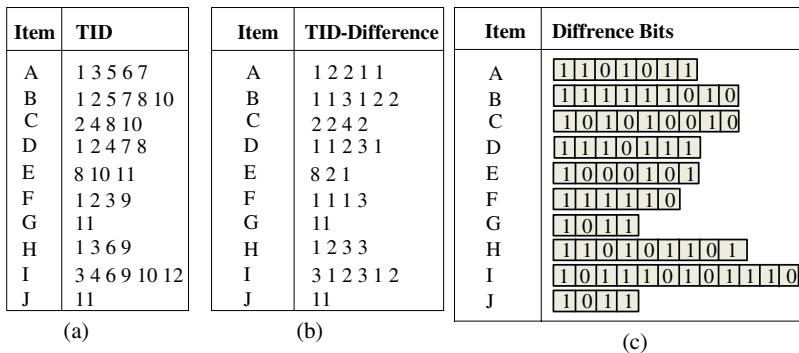 Item TID
A 1 3 5 6 7
B 1 2 5 7 8 10
C 2 4 8 10
D 1 2 4 7 8
E 8 10 11
F 1 2 3 9
G 11
H 1 3 6 9
I 3 4 6 9 10 12
J 11
(a)
Item TID-Difference
A 1 2 2 1 1
B 1 1 3 1 2 2
C 2 2 4 2
D 1 1 2 3 1
E 8 2 1
F 1 1 1 3
G 11
H 1 2 3 3
I 3 1 2 3 1 2
J 11
(b)
Item Diffrence Bits
A 1 1 0 1 0 1 1
B 1 1 1 1 1 1 0 1 0
C 1 0 1 0 1 0 0 1 0
D 1 1 1 0 1 1 1
E 1 0 0 0 1 0 1
F 1 1 1 1 1 0
G 1 0 1 1
H 1 1 0 1 0 1 1 0 1
I 1 0 1 1 1 0 1 0 1 1 1 0
J 1 0 1 1
(c)